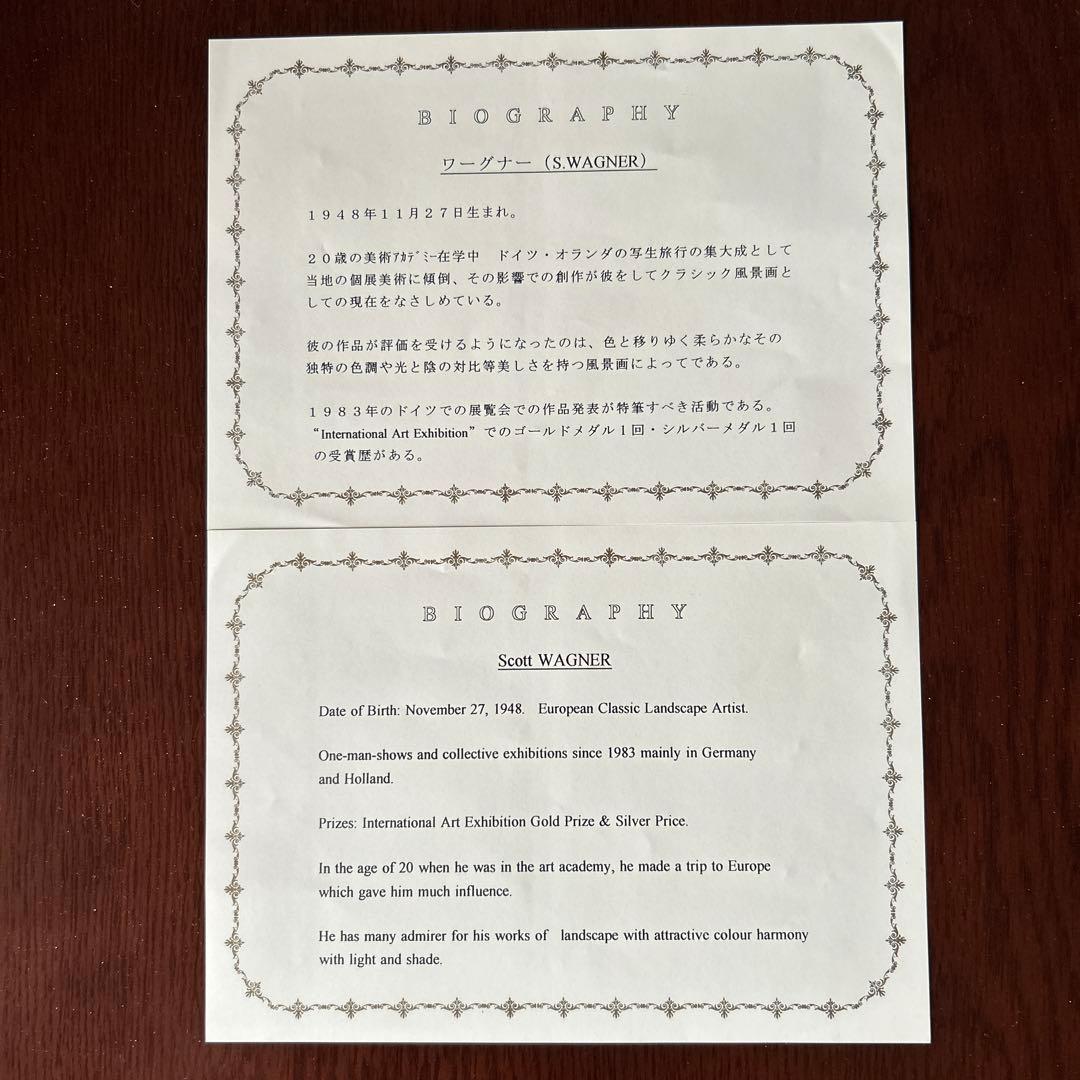 BIOGRAPHY
ワーグナー（S.WAGNER）
１９４８年１１月２７日生まれ。
２０歳の美術ｱｶﾃﾞﾐｰ在学中　ドイツ・オランダの写生旅行の集大成として
当地の個展美術に傾倒、その影響での創作が彼をしてクラシック風景画と
しての現在をなさしめている。
彼の作品が評価を受けるようになったのは、色と移りゆく柔らかなその
独特の色調や光と陰の対比等美しさを持つ風景画によってである。
１９８３年のドイツでの展覧会での作品発表が特筆すべき活動である。
“International Art Exhibition” でのゴールドメダル１回・シルバーメダル１回
の受賞歴がある。
BIOGRAPHY
Scott WAGNER
Date of Birth: November 27, 1948.   European Classic Landscape Artist.
One-man-shows and collective exhibitions since 1983 mainly in Germany
and Holland.
Prizes: International Art Exhibition Gold Prize & Silver Price.
In the age of 20 when he was in the art academy, he made a trip to Europe
which gave him much influence.
He has many admirer for his works of   landscape with attractive colour harmony
with light and shade.